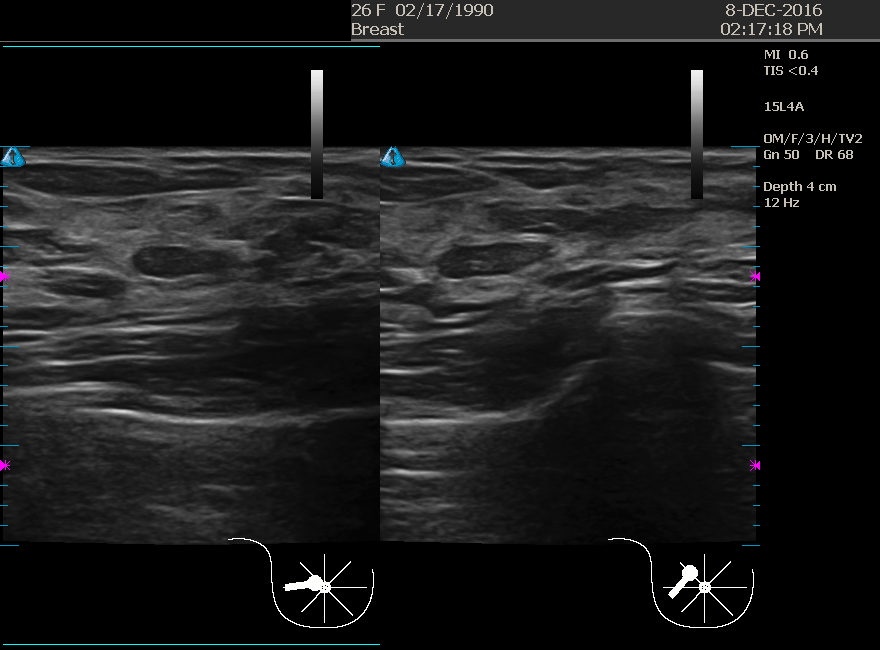 26 F 02/17/1990
8-DEC-2016
Breast
02:17:18 PM
MI 0.6
TIS <0.4
15L4A
OM/F/3/H/TV2
Gn 50 DR 68
Depth 4 cm
12 Hz